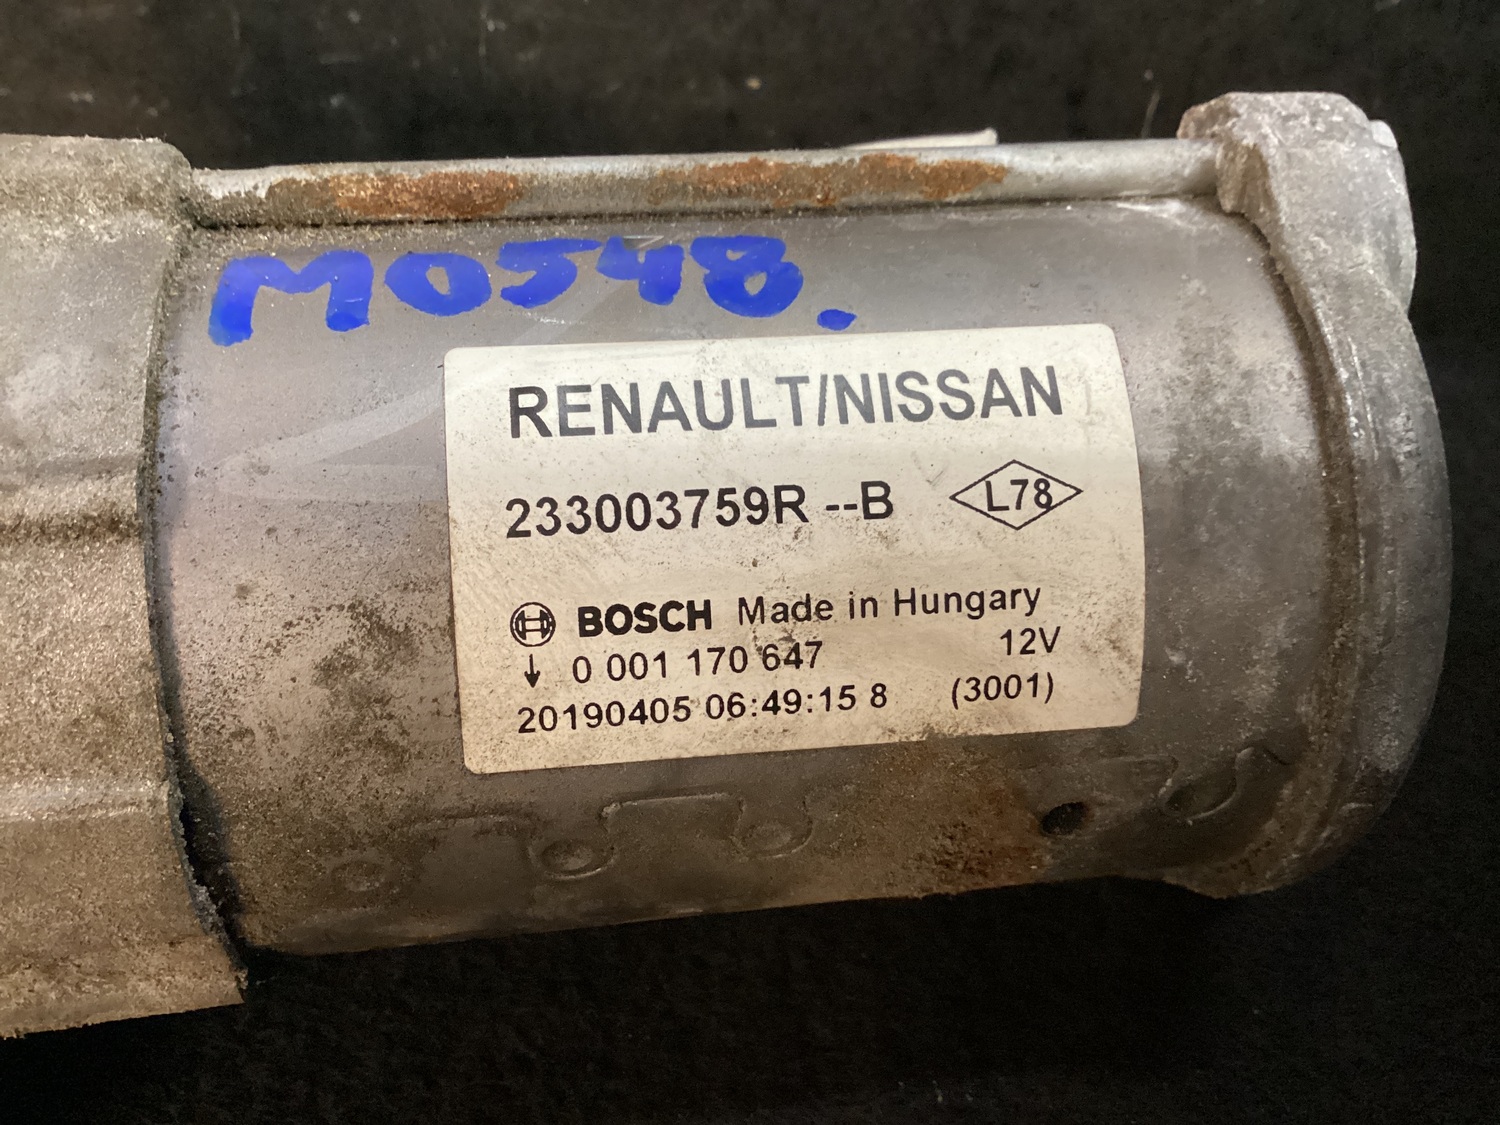 M0548.
RENAULT/NISSAN
233003759R --B L78
BOSCH Made in Hungary
↓ 0 001 170 647 12V
20190405 06:49:15 8 (3001)